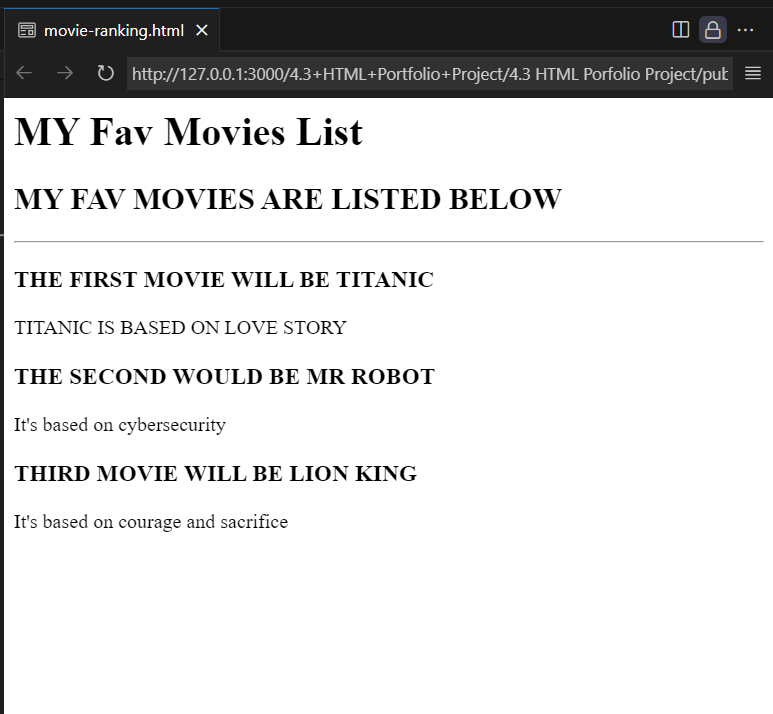 movie-ranking.html
http://127.0.0.1:3000/4.3+HTML+Portfolio+Project/4.3 HTML Porfolio Project/pub
MY Fav Movies List
MY FAV MOVIES ARE LISTED BELOW
THE FIRST MOVIE WILL BE TITANIC
TITANIC IS BASED ON LOVE STORY
THE SECOND WOULD BE MR ROBOT
It's based on cybersecurity
THIRD MOVIE WILL BE LION KING
It's based on courage and sacrifice